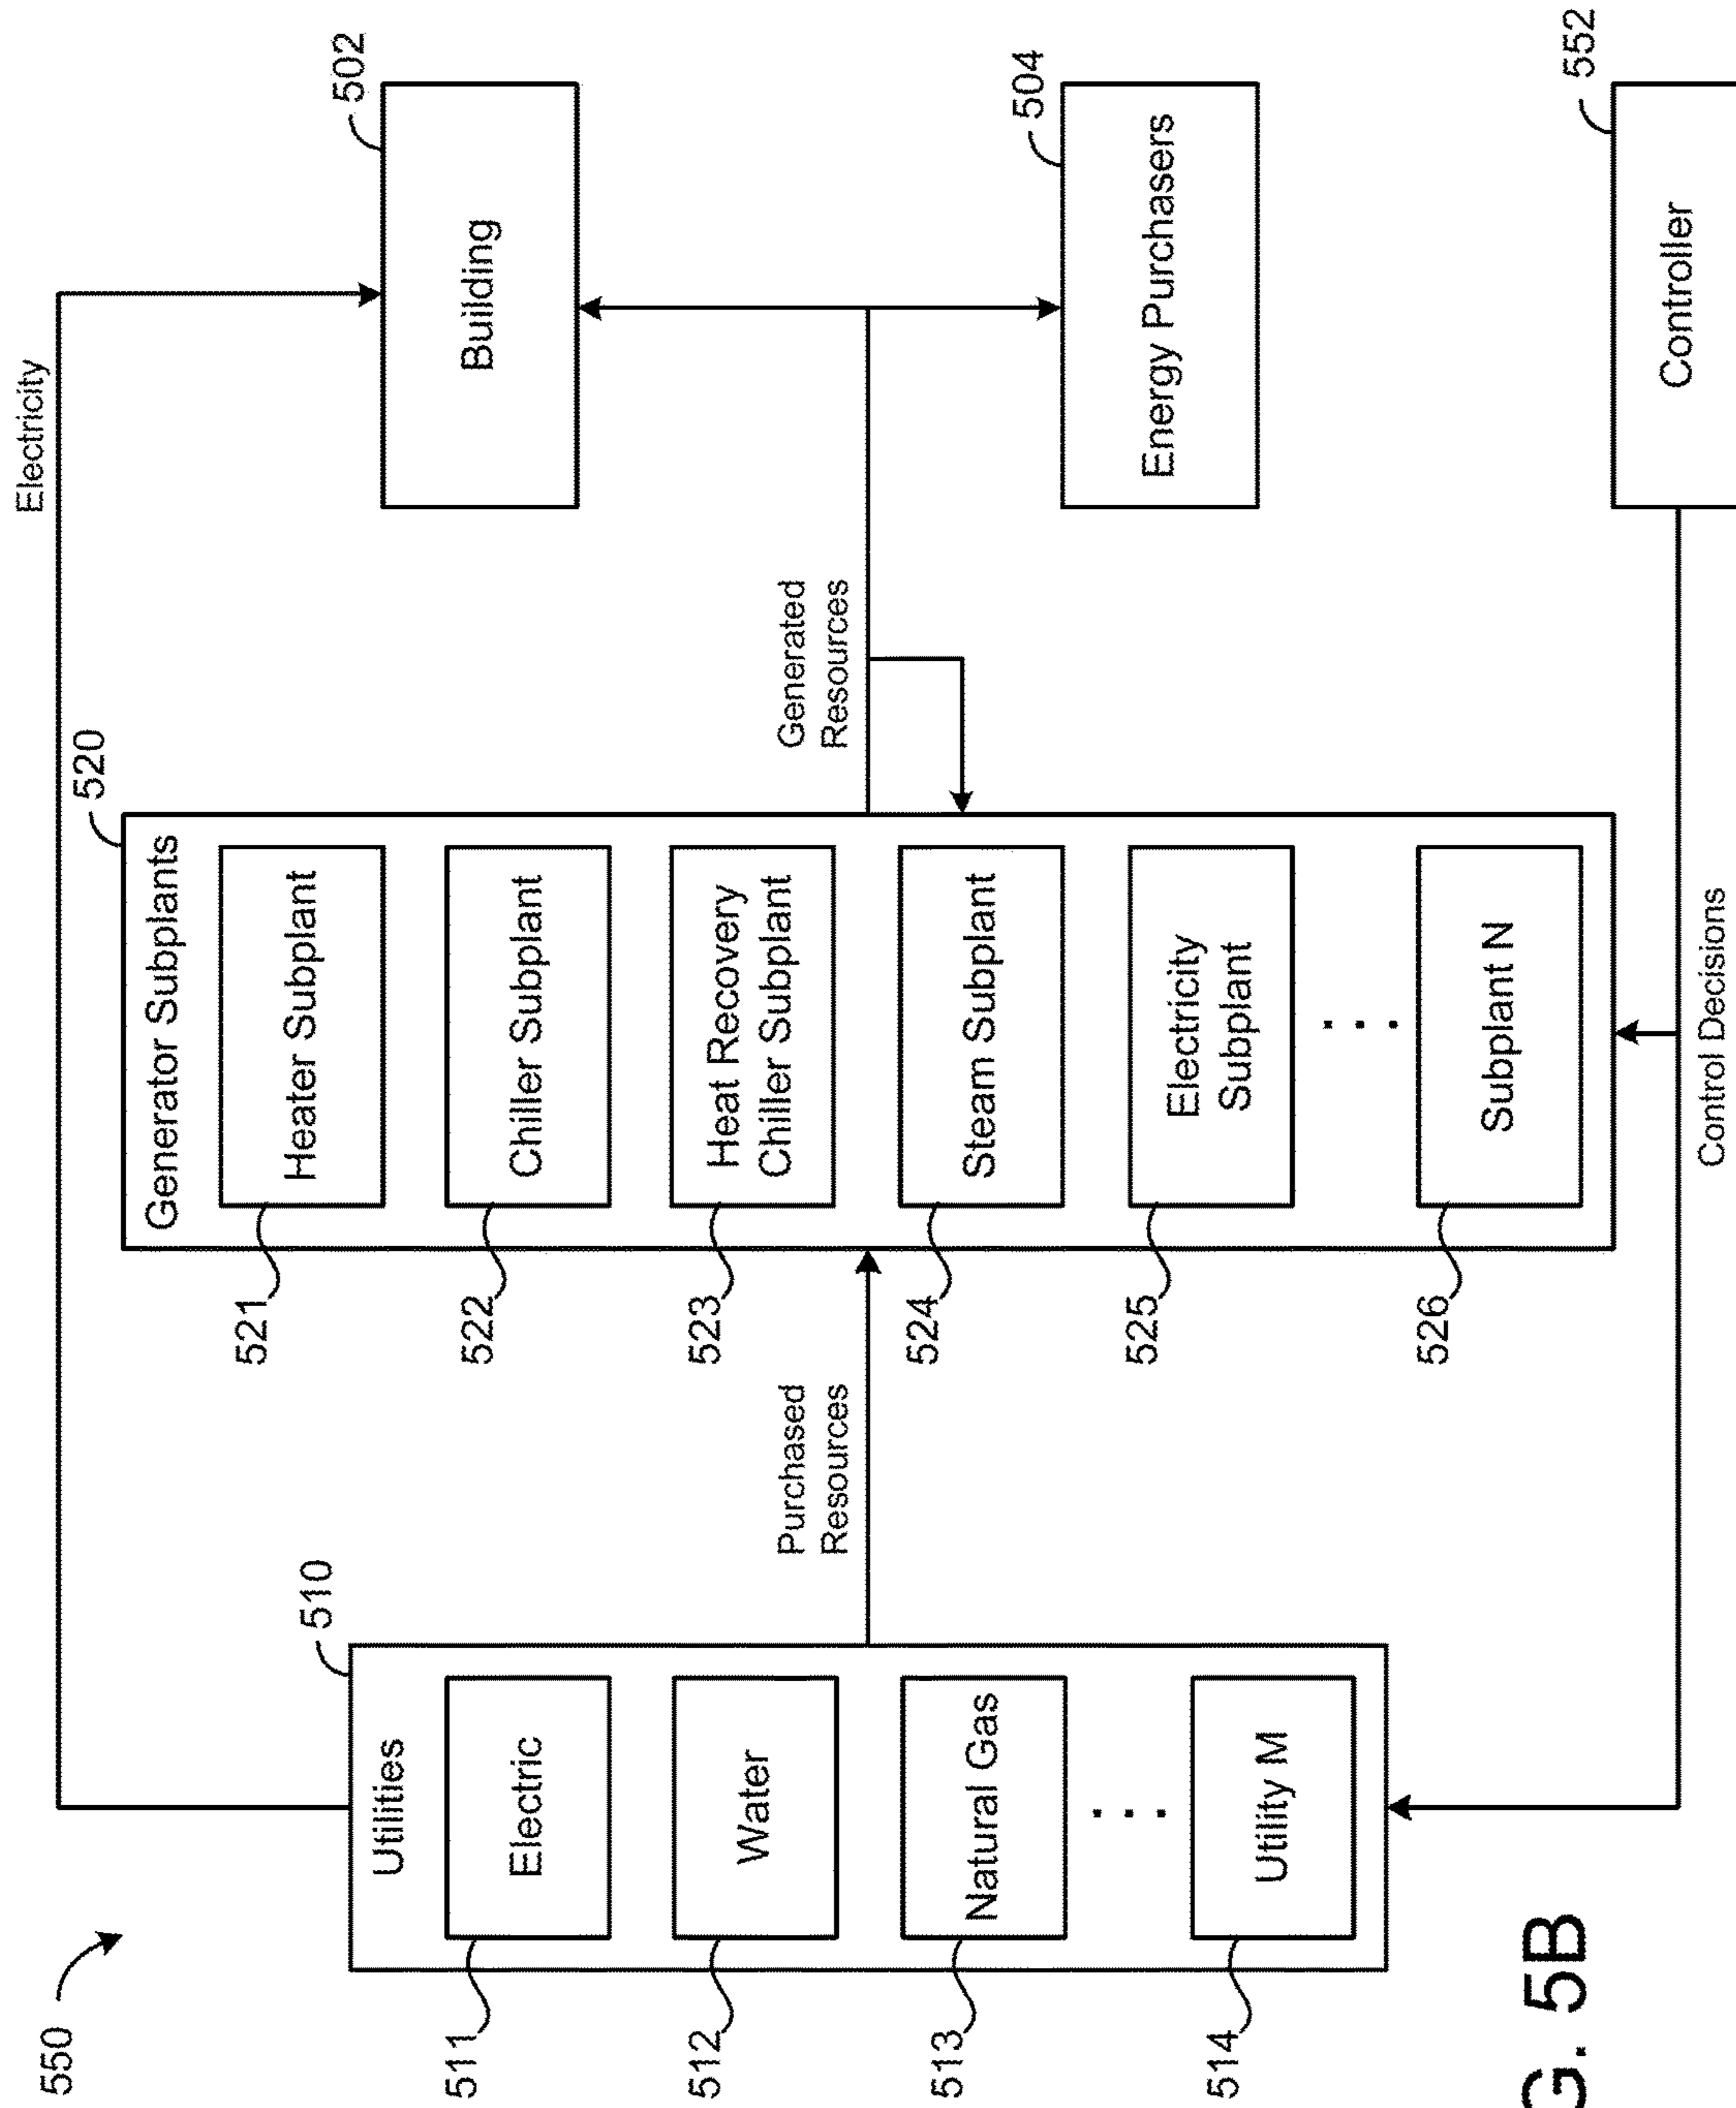 550
Electricity
Utilities
510
Electric
511
Water
512
Natural Gas
513
. . .
Utility M
514
Purchased
Resources
Generator Subplants
520
Heater Subplant
521
Chiller Subplant
522
Heat Recovery
Chiller Subplant
523
Steam Subplant
524
Electricity
Subplant
525
. . .
Subplant N
526
Generated
Resources
Building
502
Energy Purchasers
504
Controller
552
Control Decisions
G. 5B